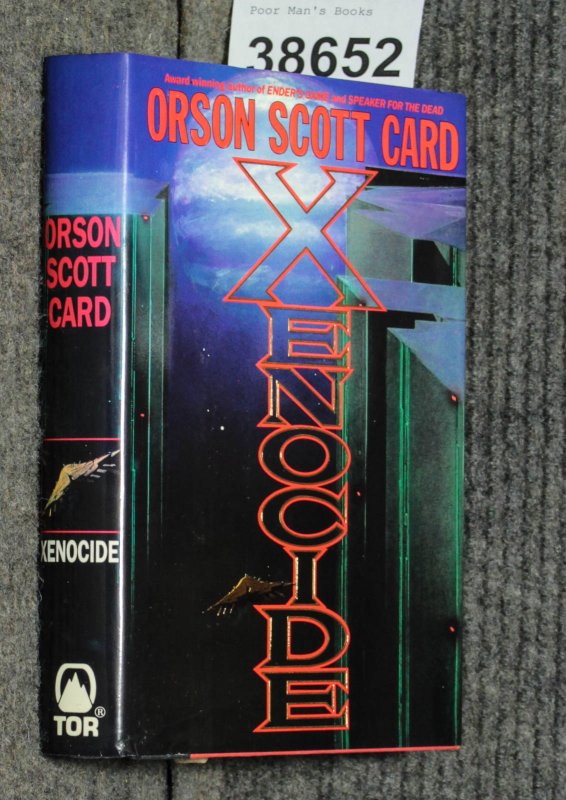 Poor Man's Books
38652
Award winning author of ENDER'S GAME and SPEAKER FOR THE DEAD
ORSON SCOTT CARD
XENOCIDE
ORSON
SCOTT
CARD
XENOCIDE
TOR®